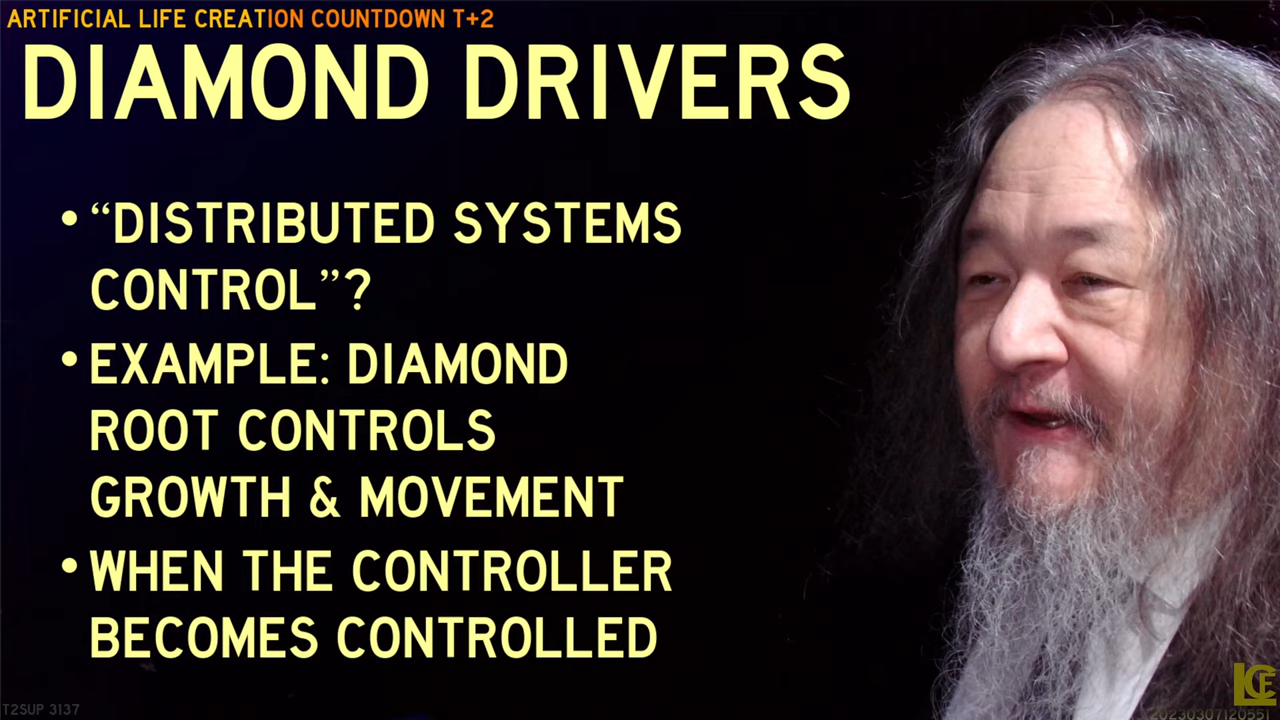 ARTIFICIAL LIFE CREATION COUNTDOWN T+2
DIAMOND DRIVERS
• “DISTRIBUTED SYSTEMS
CONTROL”?
• EXAMPLE: DIAMOND
ROOT CONTROLS
GROWTH & MOVEMENT
• WHEN THE CONTROLLER
BECOMES CONTROLLED
T2SUP 3137
20230307120551